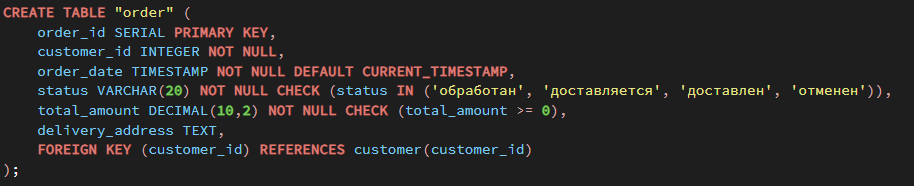 CREATE TABLE "order" (
    order_id SERIAL PRIMARY KEY,
    customer_id INTEGER NOT NULL,
    order_date TIMESTAMP NOT NULL DEFAULT CURRENT_TIMESTAMP,
    status VARCHAR(20) NOT NULL CHECK (status IN ('обработан', 'доставляется', 'доставлен', 'отменен')),
    total_amount DECIMAL(10,2) NOT NULL CHECK (total_amount >= 0),
    delivery_address TEXT,
    FOREIGN KEY (customer_id) REFERENCES customer(customer_id)
);